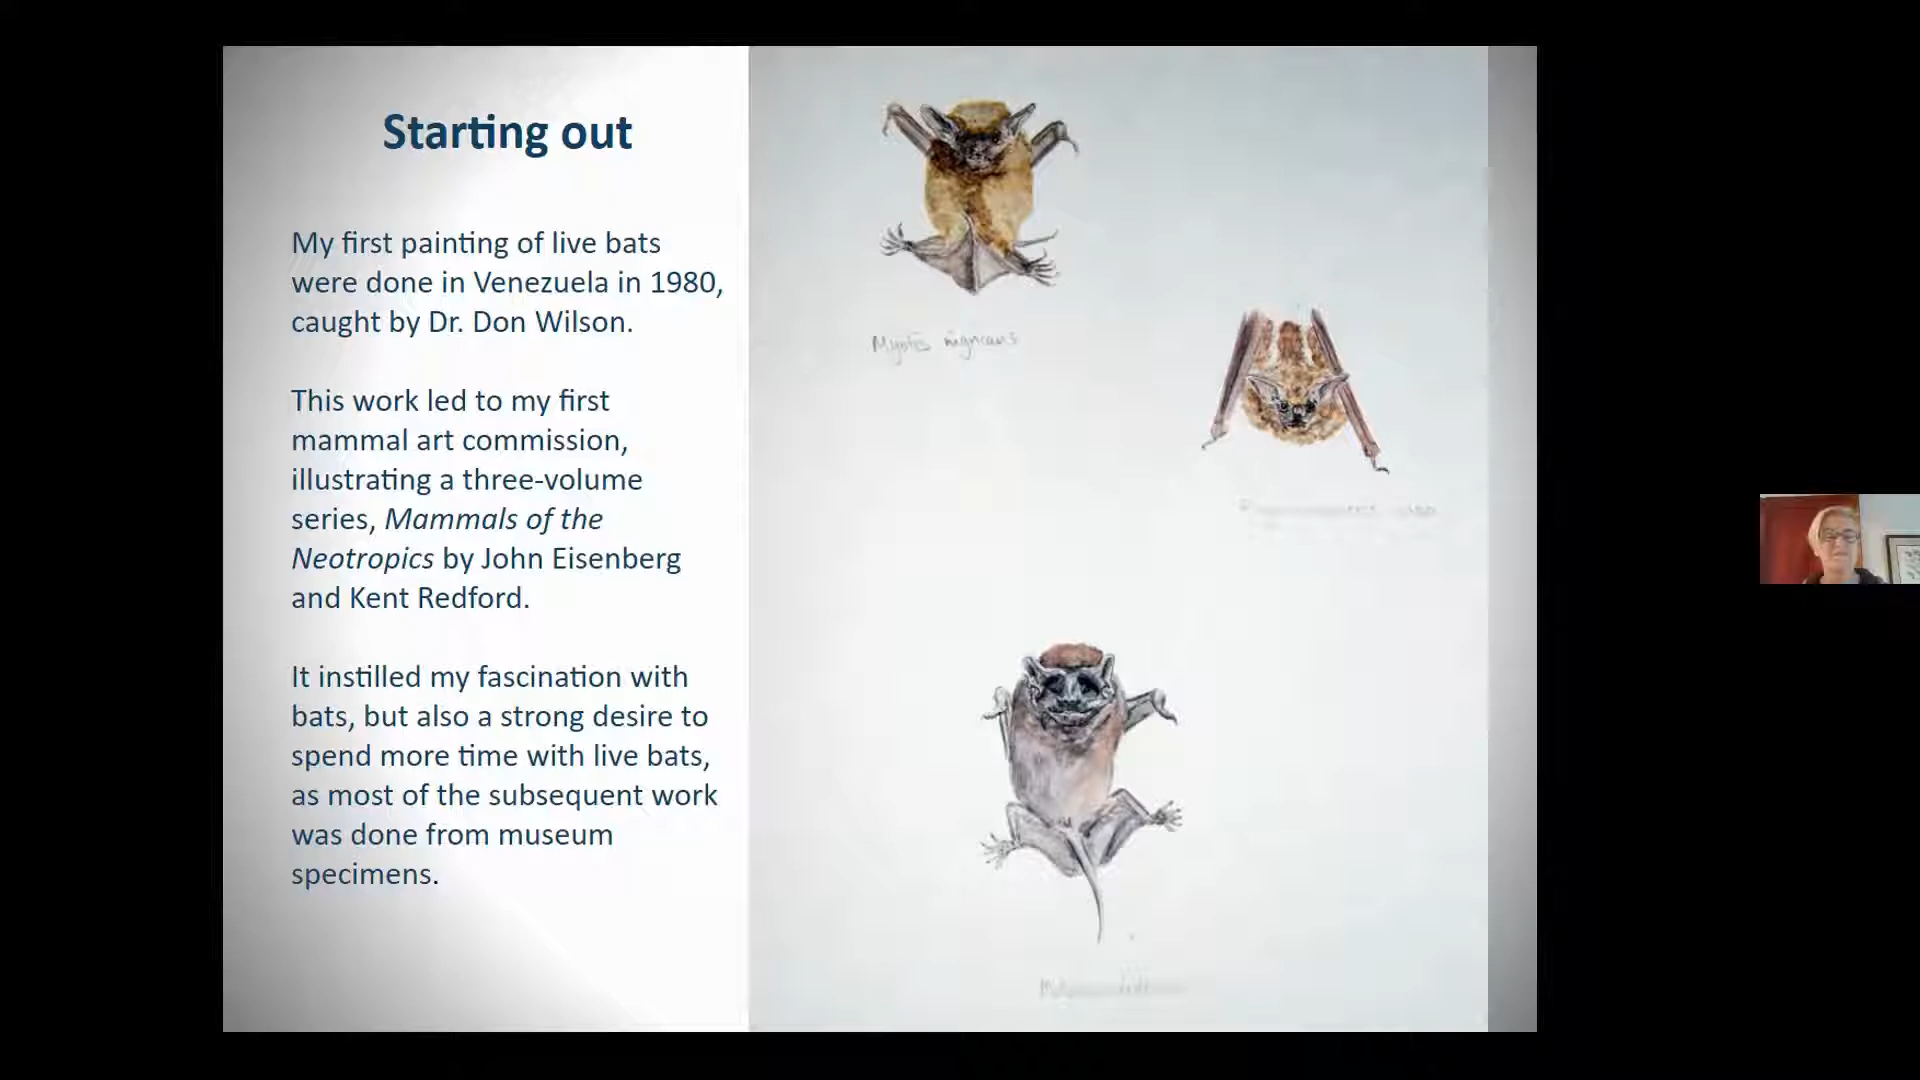 Starting out
My first painting of live bats
were done in Venezuela in 1980,
caught by Dr. Don Wilson.
This work led to my first
mammal art commission,
illustrating a three-volume
series, Mammals of the
Neotropics by John Eisenberg
and Kent Redford.
It instilled my fascination with
bats, but also a strong desire to
spend more time with live bats,
as most of the subsequent work
was done from museum
specimens.
Myotis nigricans